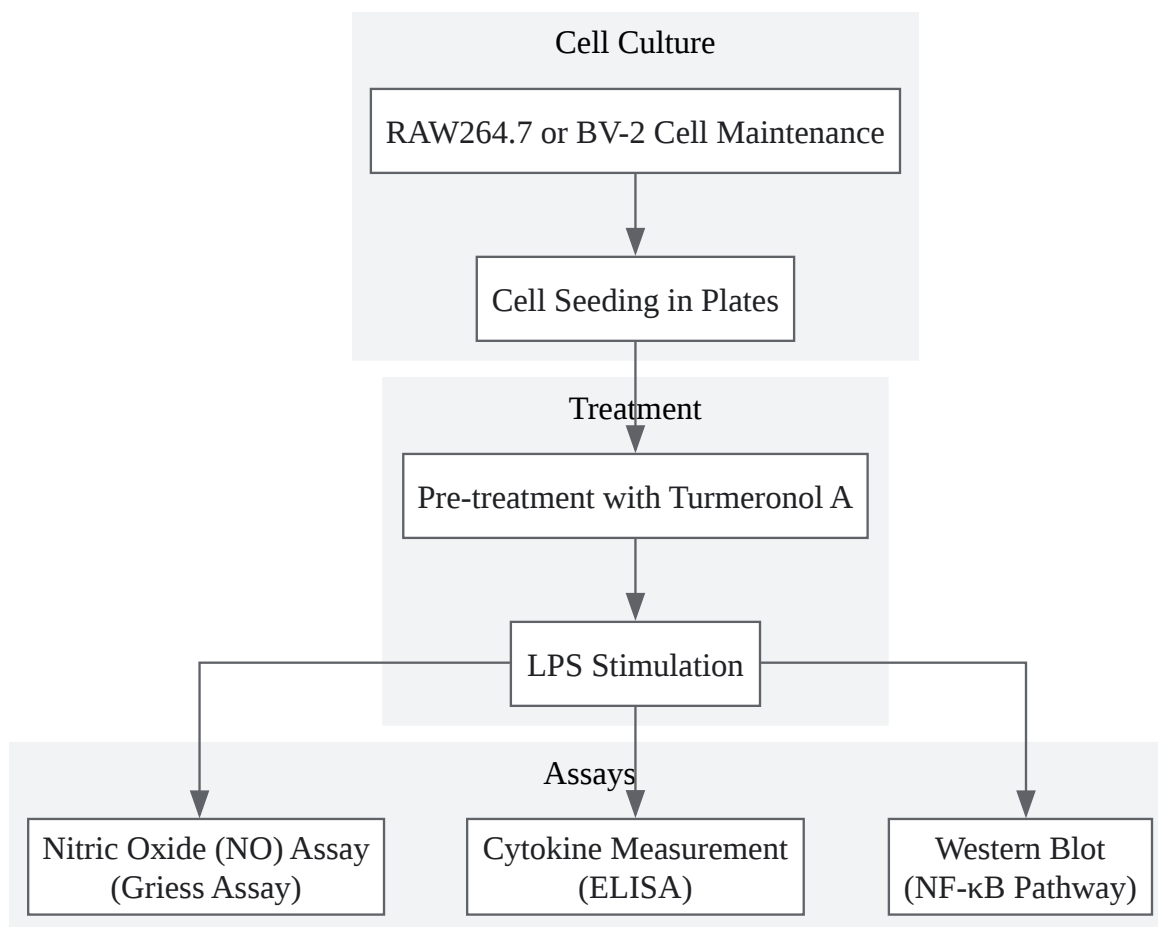 Cell Culture
RAW264.7 or BV-2 Cell Maintenance
Cell Seeding in Plates
Treatment
Pre-treatment with Turmeronol A
LPS Stimulation
Assays
Nitric Oxide (NO) Assay
(Griess Assay)
Cytokine Measurement
(ELISA)
Western Blot
(NF-κB Pathway)